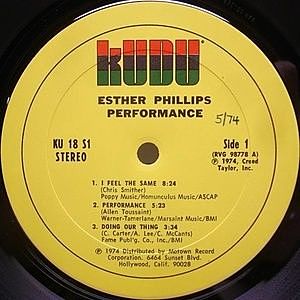 KUDU
ESTHER PHILLIPS
PERFORMANCE
5/74
KU 18 S1
STEREO
Side 1
(RVG 98778 A)
℗ 1974, Creed
Taylor, Inc.
1. I FEEL THE SAME 8:24
(Chris Smither)
Poppy Music/Homunculus Music/ASCAP
2. PERFORMANCE 5:23
(Allen Toussaint)
Warner-Tamerlane/Marsaint Music/BMI
3. DOING OUR THING 3:34
(C. Carter/A. Lee/C. McCants)
Fame Publ'g. Co., Inc./BMI
℗ 1974 Distributed by Motown Record
Corporation, 6464 Sunset Blvd.
Hollywood, Calif. 90028